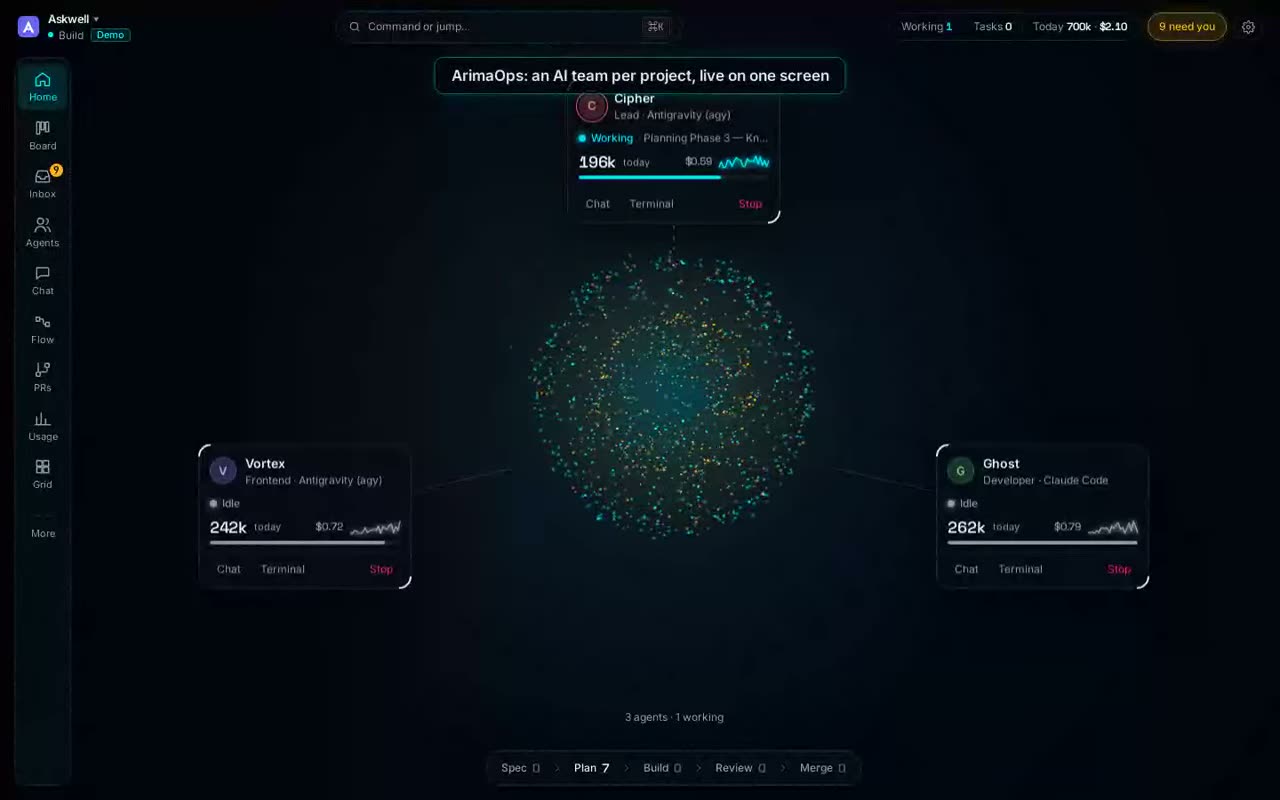 A Askwell
Build Demo
Command or jump... ⌘K
Working 1 Tasks 0 Today 700k · $2.10
9 need you
ArimaOps: an AI team per project, live on one screen
Home
Board
Inbox 9
Agents
Chat
Flow
PRs
Usage
Grid
More
C Cipher
Lead · Antigravity (agy)
Working · Planning Phase 3 — Kn...
196k today $0.59
Chat Terminal Stop
V Vortex
Frontend · Antigravity (agy)
Idle
242k today $0.72
Chat Terminal Stop
G Ghost
Developer · Claude Code
Idle
262k today $0.79
Chat Terminal Stop
3 agents · 1 working
Spec 0 > Plan 7 > Build 0 > Review 0 > Merge 0